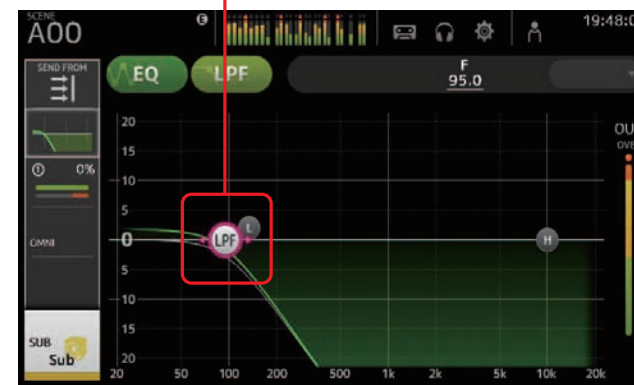 SCENE
A00
E
19:48:0
SEND FROM
EQ
LPF
F
95.0
OU
OVE
20
15
10
5
0
5
10
15
20
0%
OMNI
LPF
L
H
SUB
Sub
20 50 100 200 500 1k 2k 5k 10k 20k